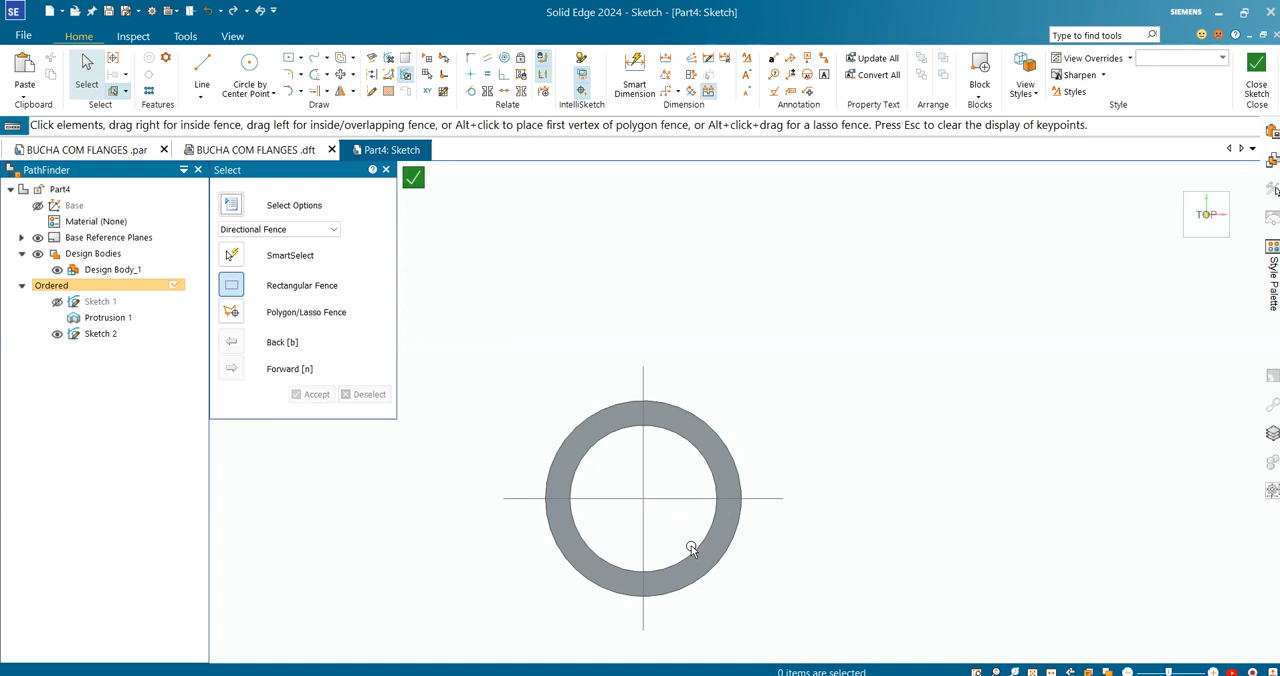 SE
Solid Edge 2024 - Sketch - [Part4: Sketch]
SIEMENS
File
Home
Inspect
Tools
View
Type to find tools
Paste
Clipboard
Select
Select
Features
Line
Circle by Center Point
Draw
Relate
IntelliSketch
Smart Dimension
Dimension
Annotation
Update All
Convert All
Property Text
Arrange
Block
Blocks
View Styles
View Overrides
Sharpen
Styles
Style
Close Sketch
Close
Click elements, drag right for inside fence, drag left for inside/overlapping fence, or Alt+click to place first vertex of polygon fence, or Alt+click+drag for a lasso fence. Press Esc to clear the display of keypoints.
BUCHA COM FLANGES .par
BUCHA COM FLANGES .dft
Part4: Sketch
PathFinder
Part4
Base
Material (None)
Base Reference Planes
Design Bodies
Design Body_1
Ordered
Sketch 1
Protrusion 1
Sketch 2
Select
Select Options
Directional Fence
SmartSelect
Rectangular Fence
Polygon/Lasso Fence
Back [b]
Forward [n]
Accept
Deselect
TOP
Style Palette
0 items are selected